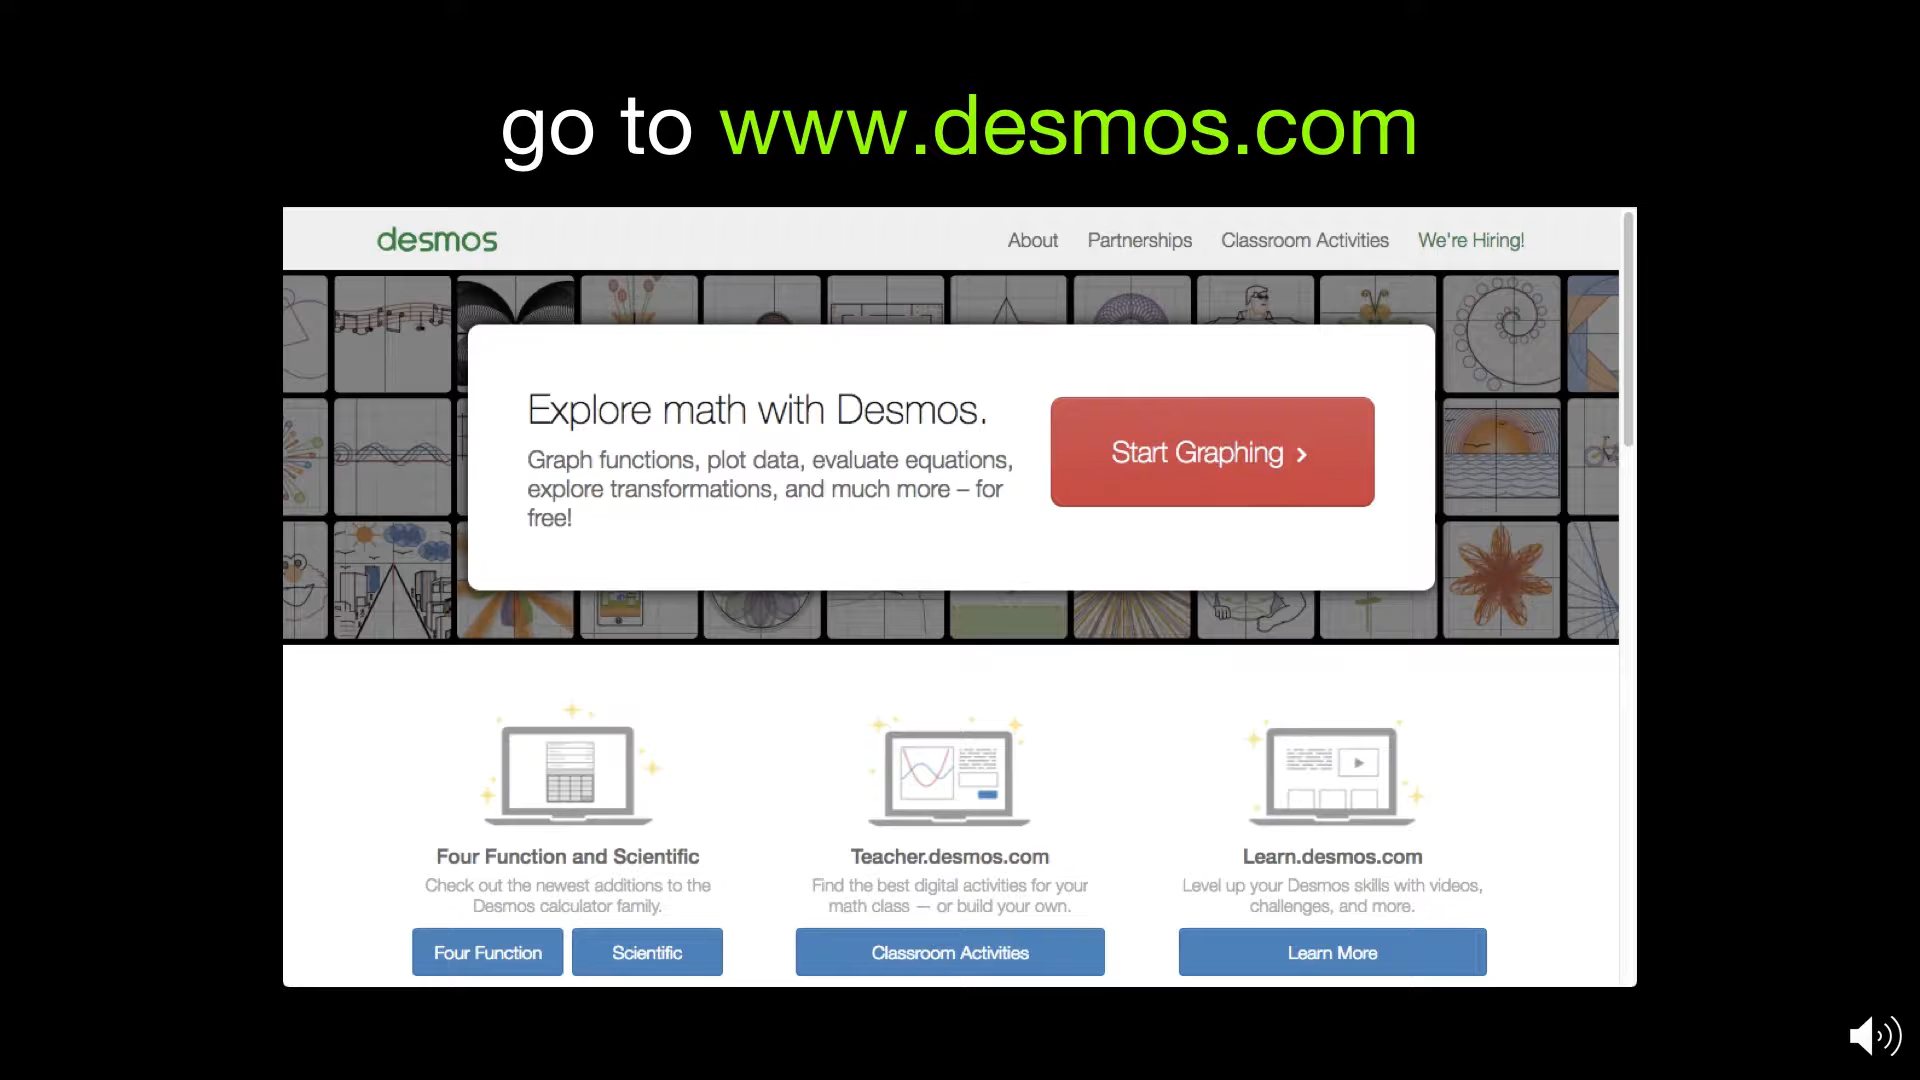 go to www.desmos.com
desmos
About Partnerships Classroom Activities We're Hiring!
Explore math with Desmos.
Graph functions, plot data, evaluate equations,
explore transformations, and much more – for
free!
Start Graphing ›
Four Function and Scientific
Check out the newest additions to the
Desmos calculator family.
Four Function Scientific
Teacher.desmos.com
Find the best digital activities for your
math class — or build your own.
Classroom Activities
Learn.desmos.com
Level up your Desmos skills with videos,
challenges, and more.
Learn More